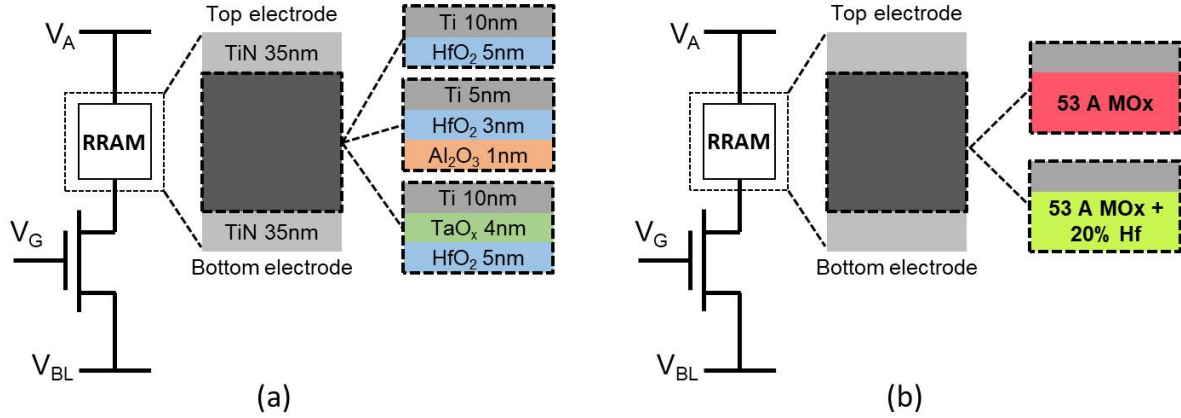 Top electrode
V_A
TiN 35nm
RRAM
V_G
TiN 35nm
Bottom electrode
V_BL
Ti 10nm
HfO₂ 5nm
Ti 5nm
HfO₂ 3nm
Al₂O₃ 1nm
Ti 10nm
TaOₓ 4nm
HfO₂ 5nm
(a)
Top electrode
V_A
RRAM
V_G
Bottom electrode
V_BL
53 A MOx
53 A MOx +
20% Hf
(b)